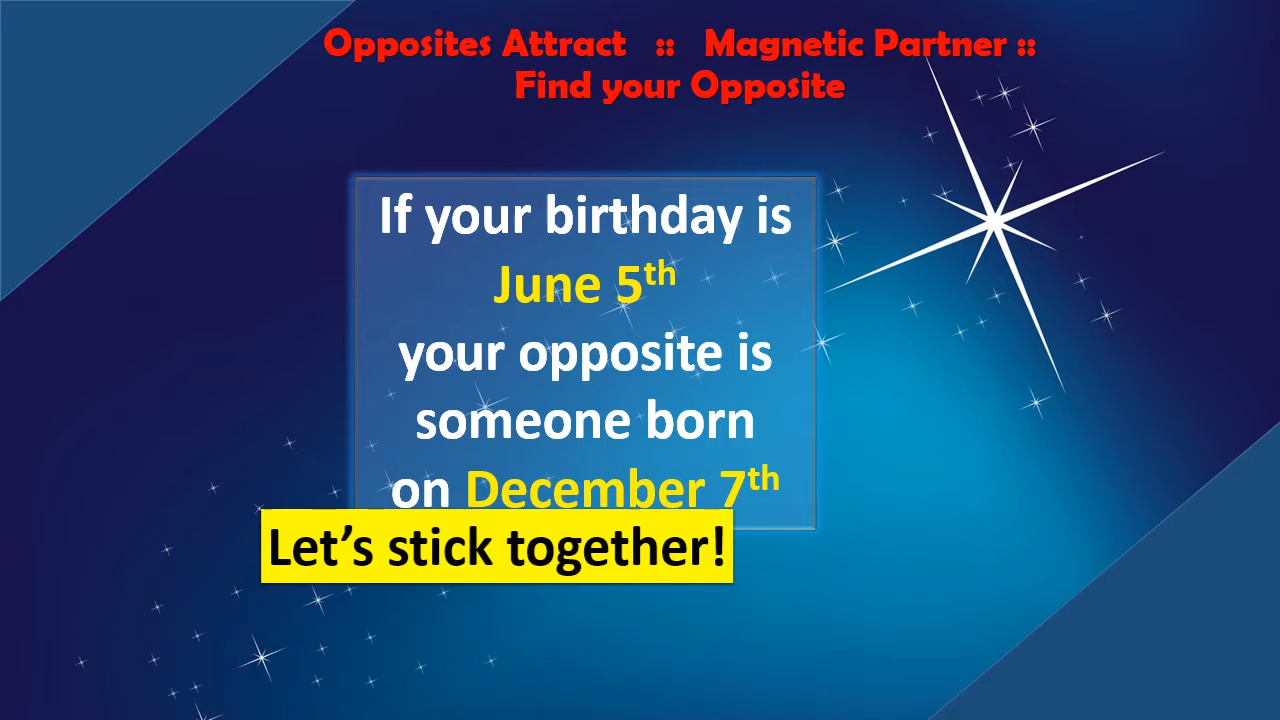 Opposites Attract :: Magnetic Partner ::
Find your Opposite
If your birthday is
June 5th
your opposite is
someone born
on December 7th
Let’s stick together!